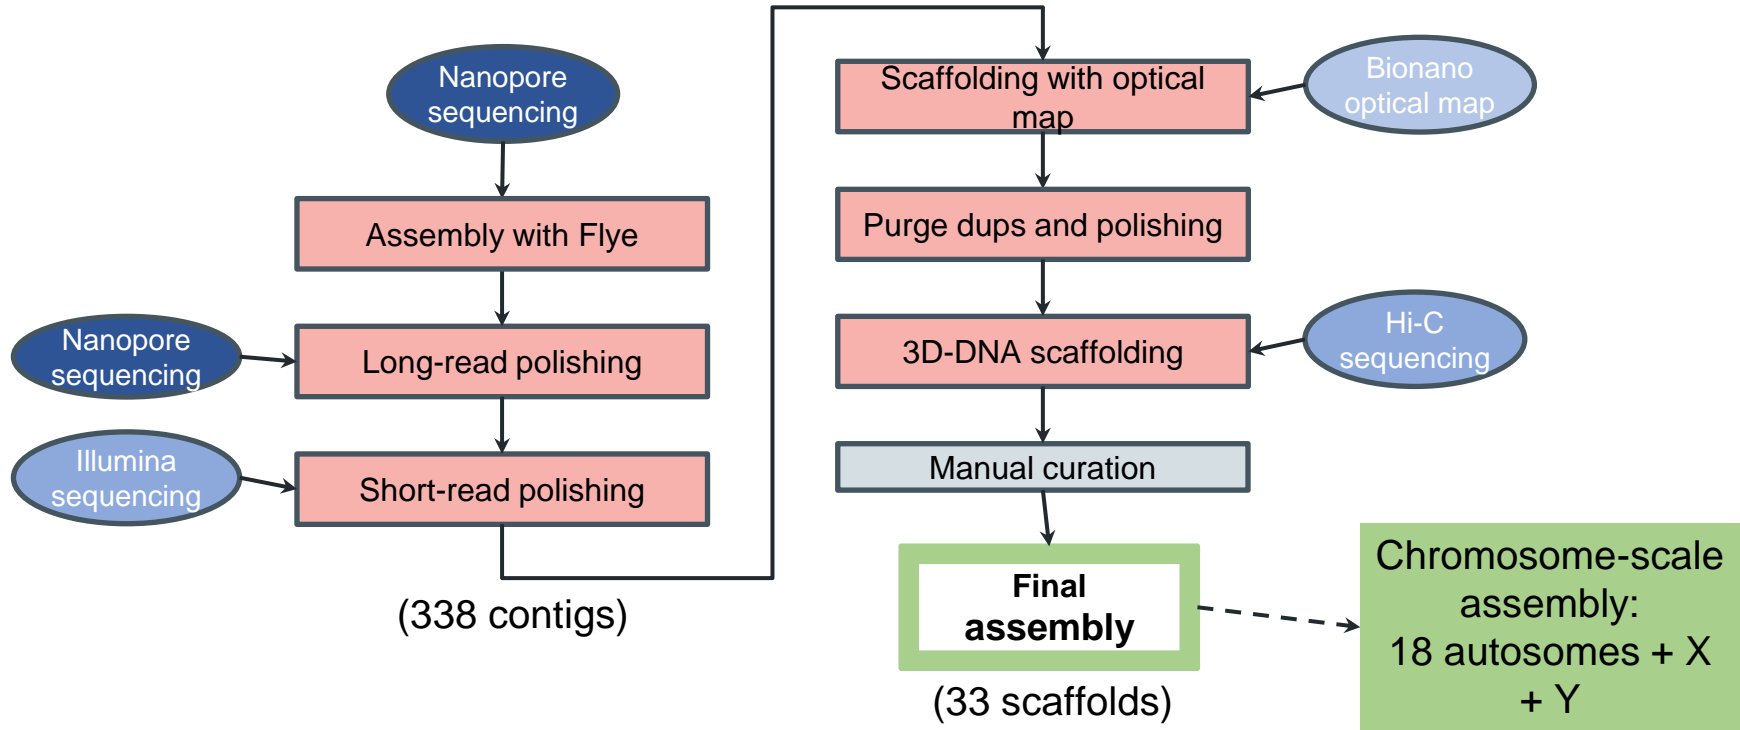 Nanopore
sequencing
Assembly with Flye
Nanopore
sequencing
Long-read polishing
Illumina
sequencing
Short-read polishing
(338 contigs)
Scaffolding with optical
map
Bionano
optical map
Purge dups and polishing
3D-DNA scaffolding
Hi-C
sequencing
Manual curation
Final
assembly
(33 scaffolds)
Chromosome-scale
assembly:
18 autosomes + X
+ Y